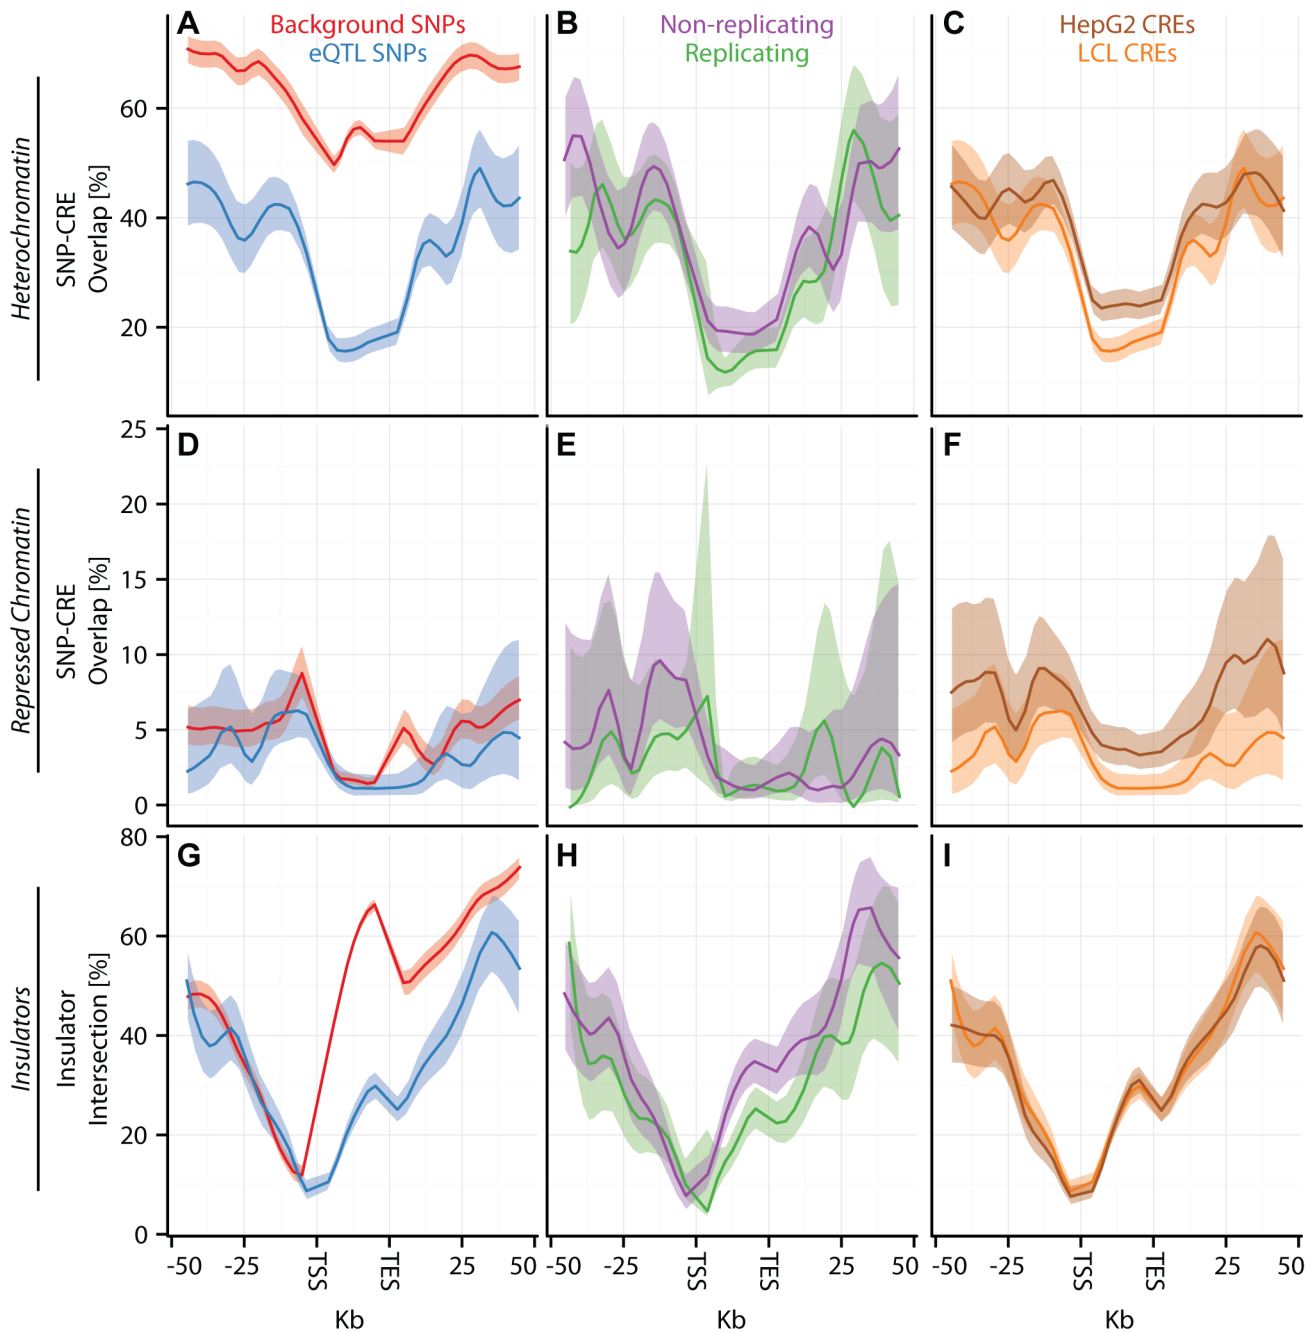 A
Background SNPs
eQTL SNPs
B
Non-replicating
Replicating
C
HepG2 CREs
LCL CREs
Heterochromatin
SNP-CRE
Overlap [%]
60
40
20
D
E
F
Repressed Chromatin
SNP-CRE
Overlap [%]
25
20
15
10
5
0
G
H
I
Insulators
Insulator
Intersection [%]
80
60
40
20
0
-50 -25 TSS TES 25 50
-50 -25 TSS TES 25 50
-50 -25 TSS TES 25 50
Kb
Kb
Kb